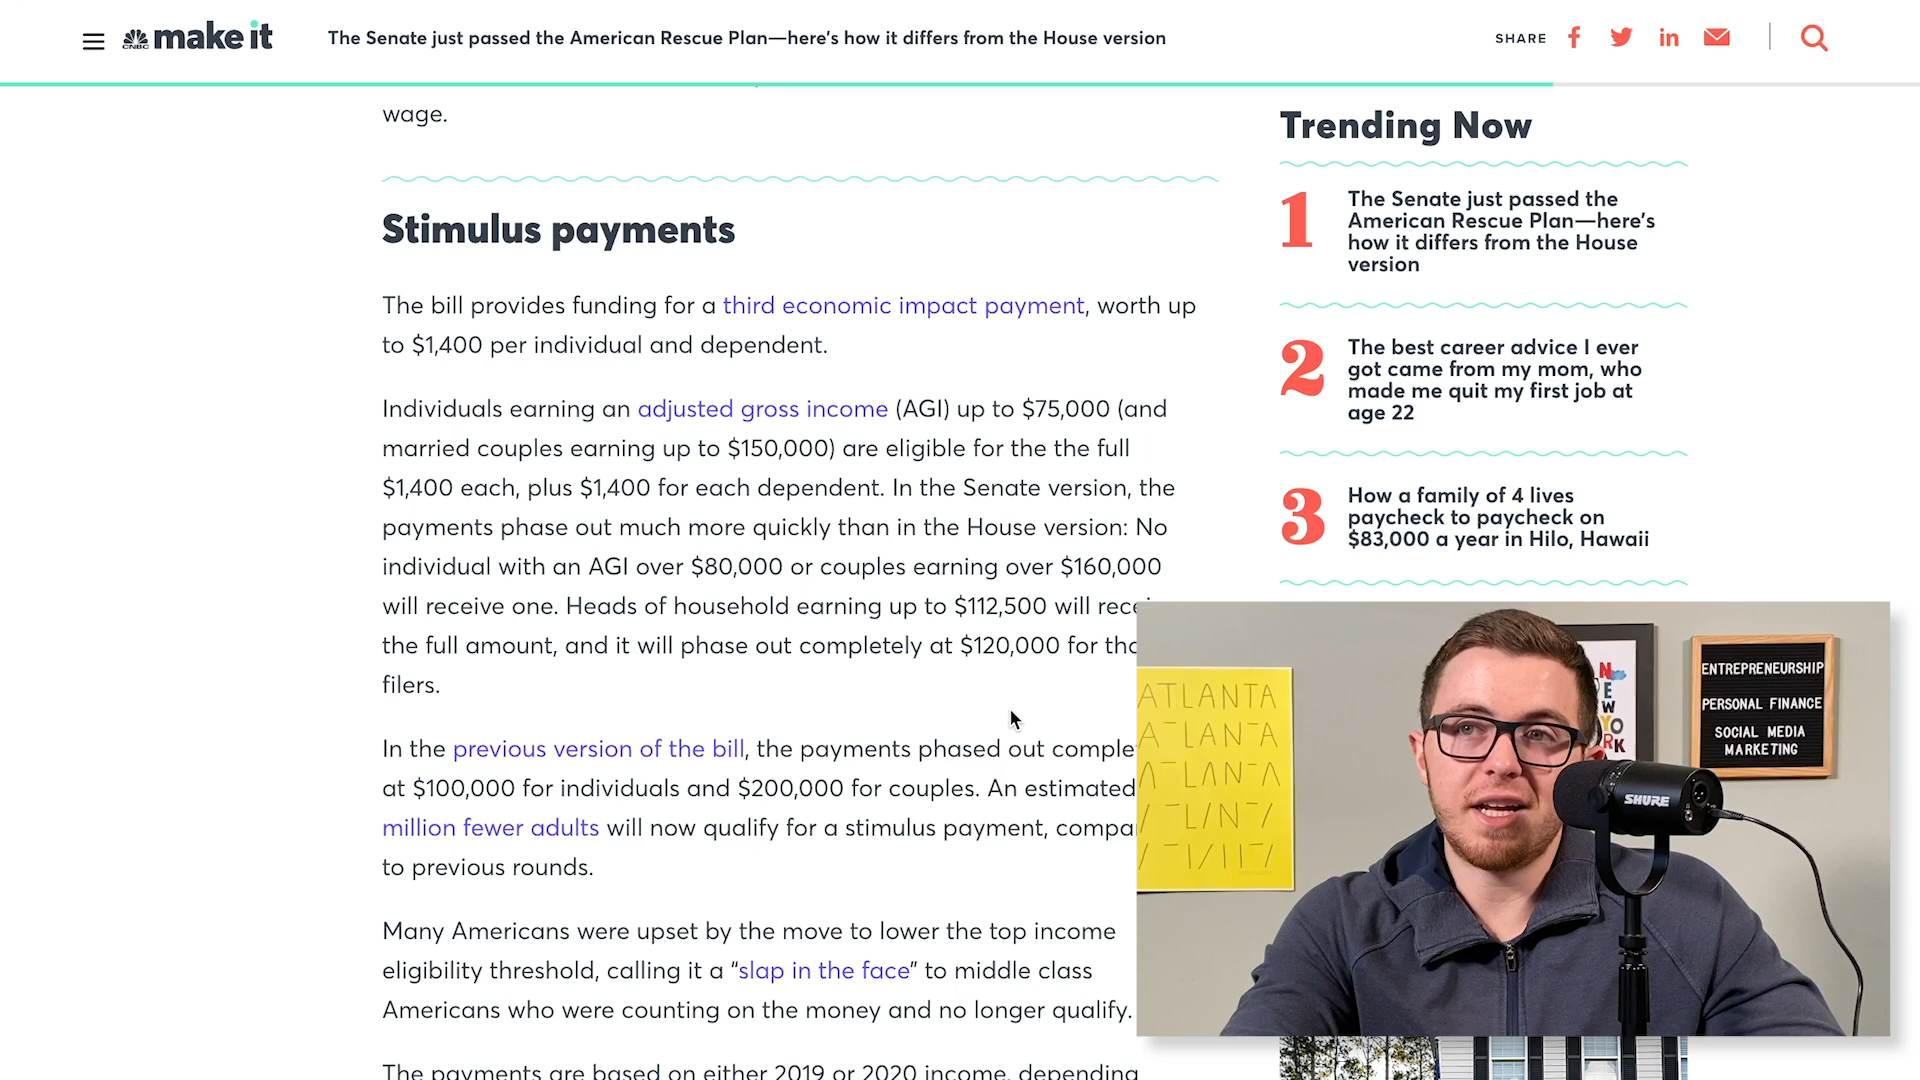 CNBC make it
The Senate just passed the American Rescue Plan—here's how it differs from the House version
SHARE
wage.
Stimulus payments
The bill provides funding for a third economic impact payment, worth up
to $1,400 per individual and dependent.
Individuals earning an adjusted gross income (AGI) up to $75,000 (and
married couples earning up to $150,000) are eligible for the the full
$1,400 each, plus $1,400 for each dependent. In the Senate version, the
payments phase out much more quickly than in the House version: No
individual with an AGI over $80,000 or couples earning over $160,000
will receive one. Heads of household earning up to $112,500 will
the full amount, and it will phase out completely at $120,000 for
filers.
In the previous version of the bill, the payments phased out
at $100,000 for individuals and $200,000 for couples. An estimated
million fewer adults will now qualify for a stimulus payment,
to previous rounds.
Many Americans were upset by the move to lower the top income
eligibility threshold, calling it a “slap in the face” to middle class
Americans who were counting on the money and no longer qualify.
The payments are based on either 2019 or 2020 income, depending
Trending Now
1
The Senate just passed the
American Rescue Plan—here's
how it differs from the House
version
2
The best career advice I ever
got came from my mom, who
made me quit my first job at
age 22
3
How a family of 4 lives
paycheck to paycheck on
$83,000 a year in Hilo, Hawaii
ATLANTA
NEW YORK
ENTREPRENEURSHIP
PERSONAL FINANCE
SOCIAL MEDIA
MARKETING
SHURE